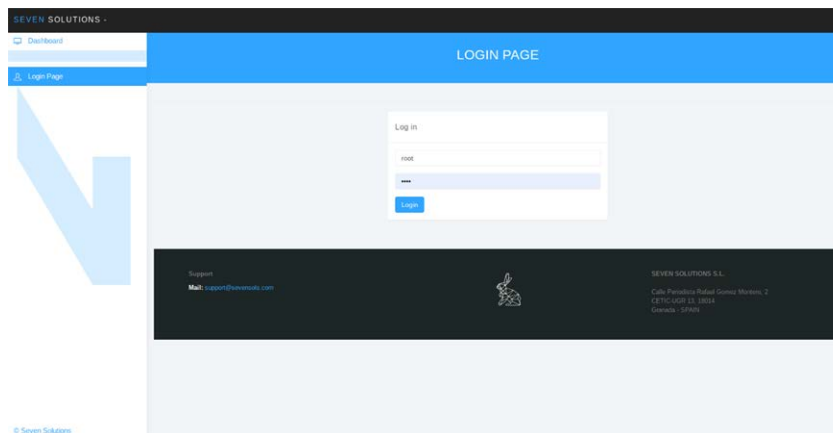 SEVEN SOLUTIONS -
Dashboard
Login Page
LOGIN PAGE
Log in
root
••••
Login
Support
Mail: support@sevensols.com
SEVEN SOLUTIONS S.L.
Calle Periodista Rafael Gomez Montero, 2
CETIC-UGR 13, 18014
Granada - SPAIN
© Seven Solutions